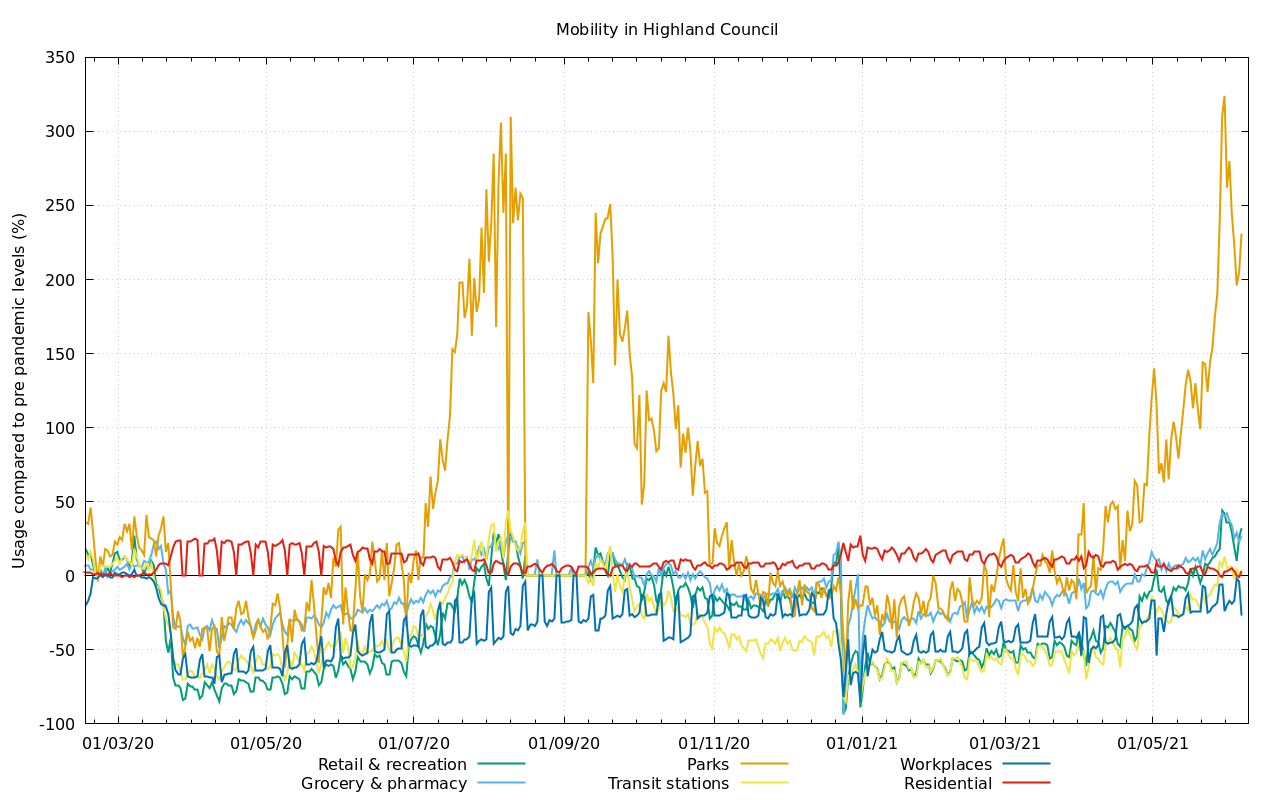 Mobility in Highland Council
Usage compared to pre pandemic levels (%)
350
300
250
200
150
100
50
0
-50
-100
01/03/20 01/05/20 01/07/20 01/09/20 01/11/20 01/01/21 01/03/21 01/05/21
Retail & recreation Parks Workplaces
Grocery & pharmacy Transit stations Residential